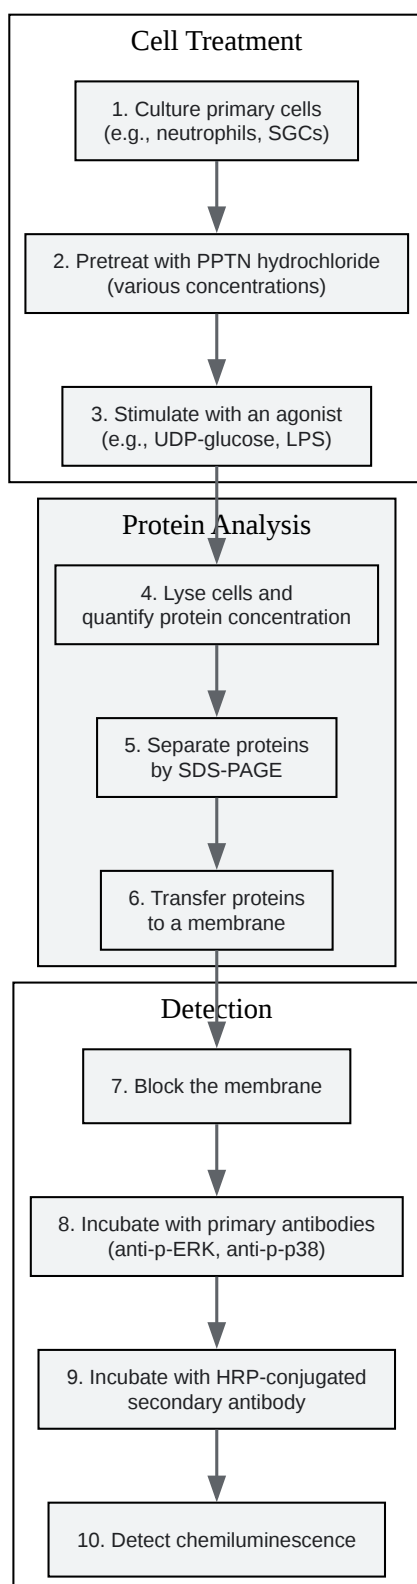 Cell Treatment
1. Culture primary cells
(e.g., neutrophils, SGCs)
2. Pretreat with PPTN hydrochloride
(various concentrations)
3. Stimulate with an agonist
(e.g., UDP-glucose, LPS)
Protein Analysis
4. Lyse cells and
quantify protein concentration
5. Separate proteins
by SDS-PAGE
6. Transfer proteins
to a membrane
Detection
7. Block the membrane
8. Incubate with primary antibodies
(anti-p-ERK, anti-p-p38)
9. Incubate with HRP-conjugated
secondary antibody
10. Detect chemiluminescence